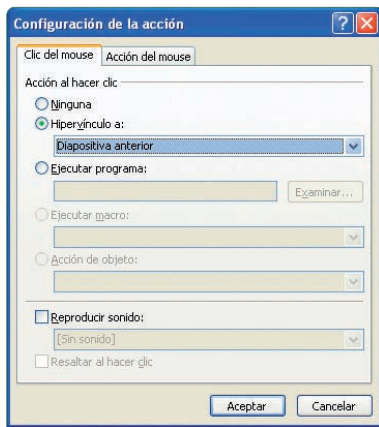 Configuración de la acción
Clic del mouse Acción del mouse
Acción al hacer clic
Ninguna
Hipervínculo a:
Diapositiva anterior
Ejecutar programa:
Examinar...
Ejecutar macro:
Acción de objeto:
Reproducir sonido:
[Sin sonido]
Resaltar al hacer clic
Aceptar Cancelar